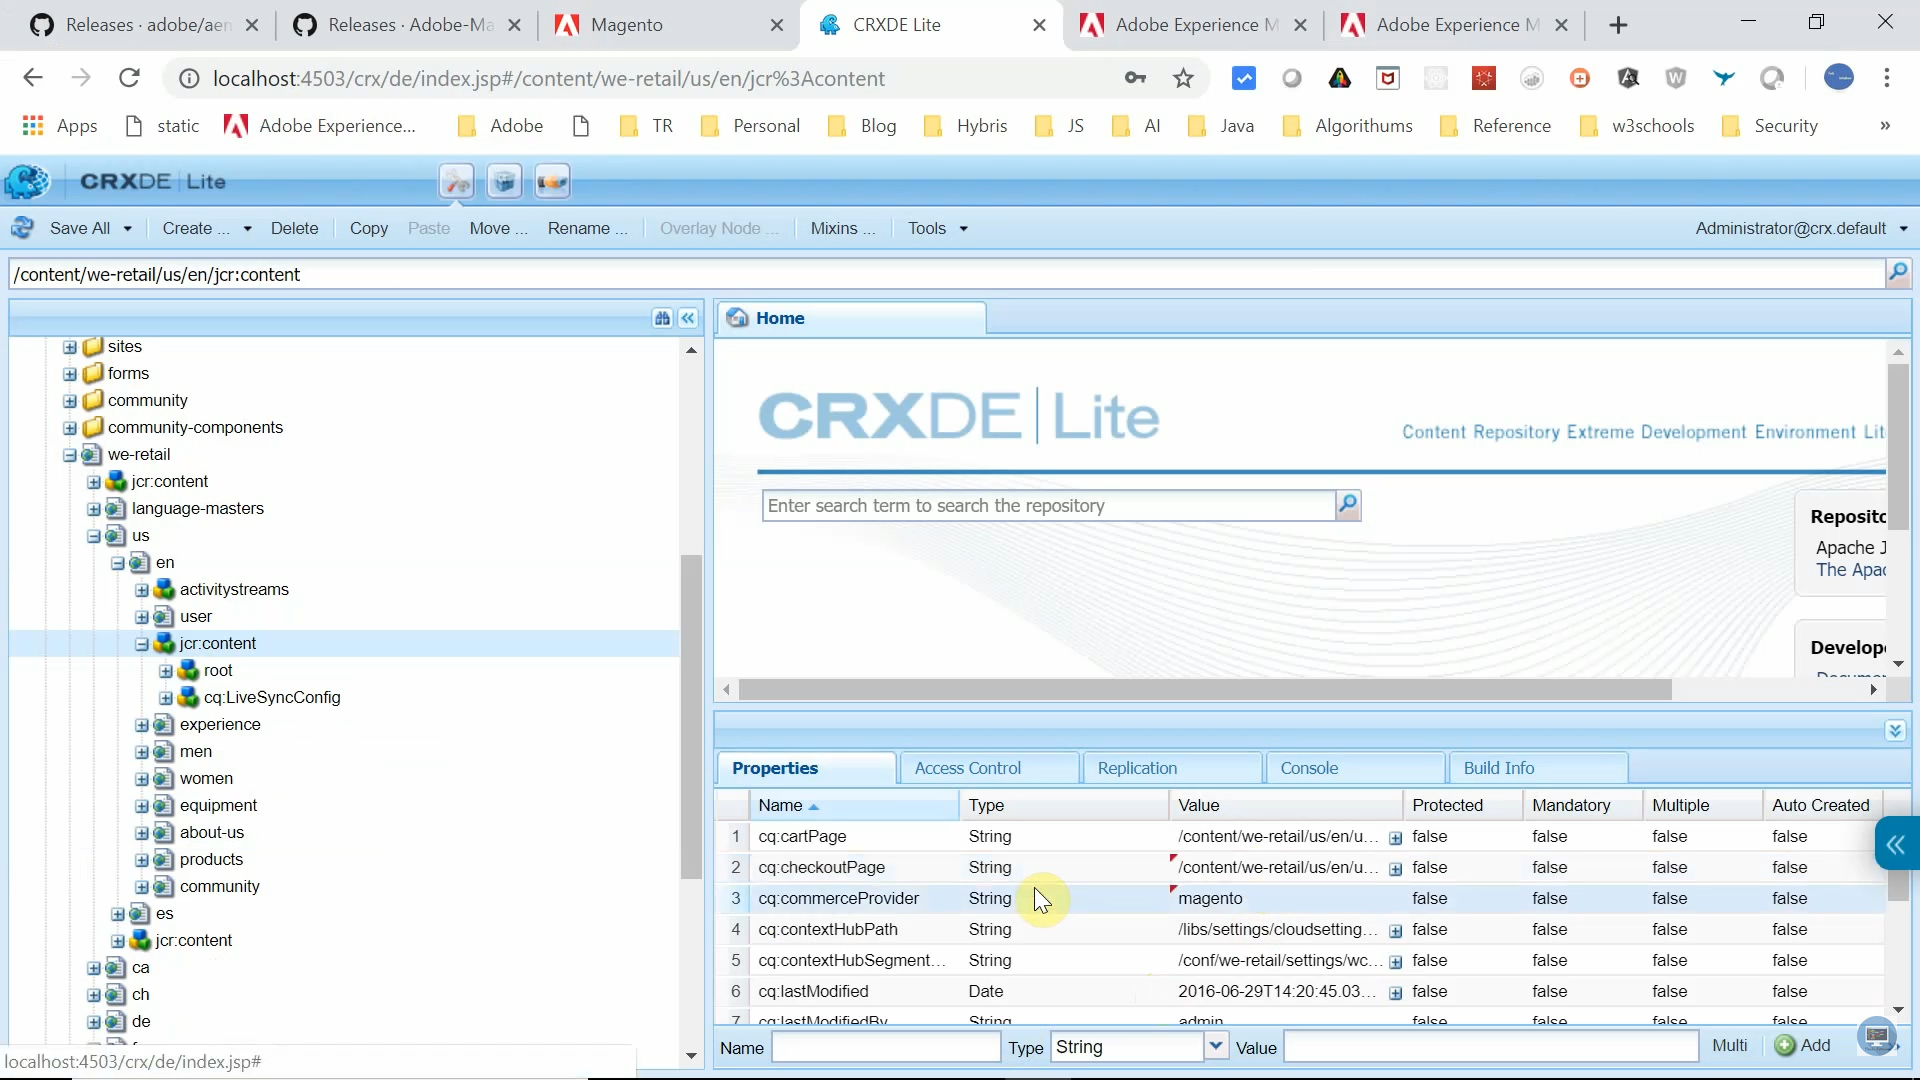 Releases · adobe/aem
Releases · Adobe-Ma
Magento
CRXDE Lite
Adobe Experience M
Adobe Experience M
localhost:4503/crx/de/index.jsp#/content/we-retail/us/en/jcr%3Acontent
Apps static Adobe Experience... Adobe TR Personal Blog Hybris JS AI Java Algorithums Reference w3schools Security »
CRXDE | Lite
Save All Create ... Delete Copy Paste Move ... Rename ... Overlay Node ... Mixins ... Tools Administrator@crx.default
/content/we-retail/us/en/jcr:content
sites
forms
community
community-components
we-retail
jcr:content
language-masters
us
en
activitystreams
user
jcr:content
root
cq:LiveSyncConfig
experience
men
women
equipment
about-us
products
community
es
jcr:content
ca
ch
de
localhost:4503/crx/de/index.jsp#
Home
CRXDE | Lite
Content Repository Extreme Development Environment Lit
Enter search term to search the repository
Reposito
Apache J
The Apac
Develop
Properties Access Control Replication Console Build Info
Name Type Value Protected Mandatory Multiple Auto Created
1 cq:cartPage String /content/we-retail/us/en/u... false false false false
2 cq:checkoutPage String /content/we-retail/us/en/u... false false false false
3 cq:commerceProvider String magento false false false false
4 cq:contextHubPath String /libs/settings/cloudsetting... false false false false
5 cq:contextHubSegment... String /conf/we-retail/settings/wc... false false false false
6 cq:lastModified Date 2016-06-29T14:20:45.03... false false false false
7 cq:lastModifiedBy String admin false false false false
Name Type String Value Multi Add